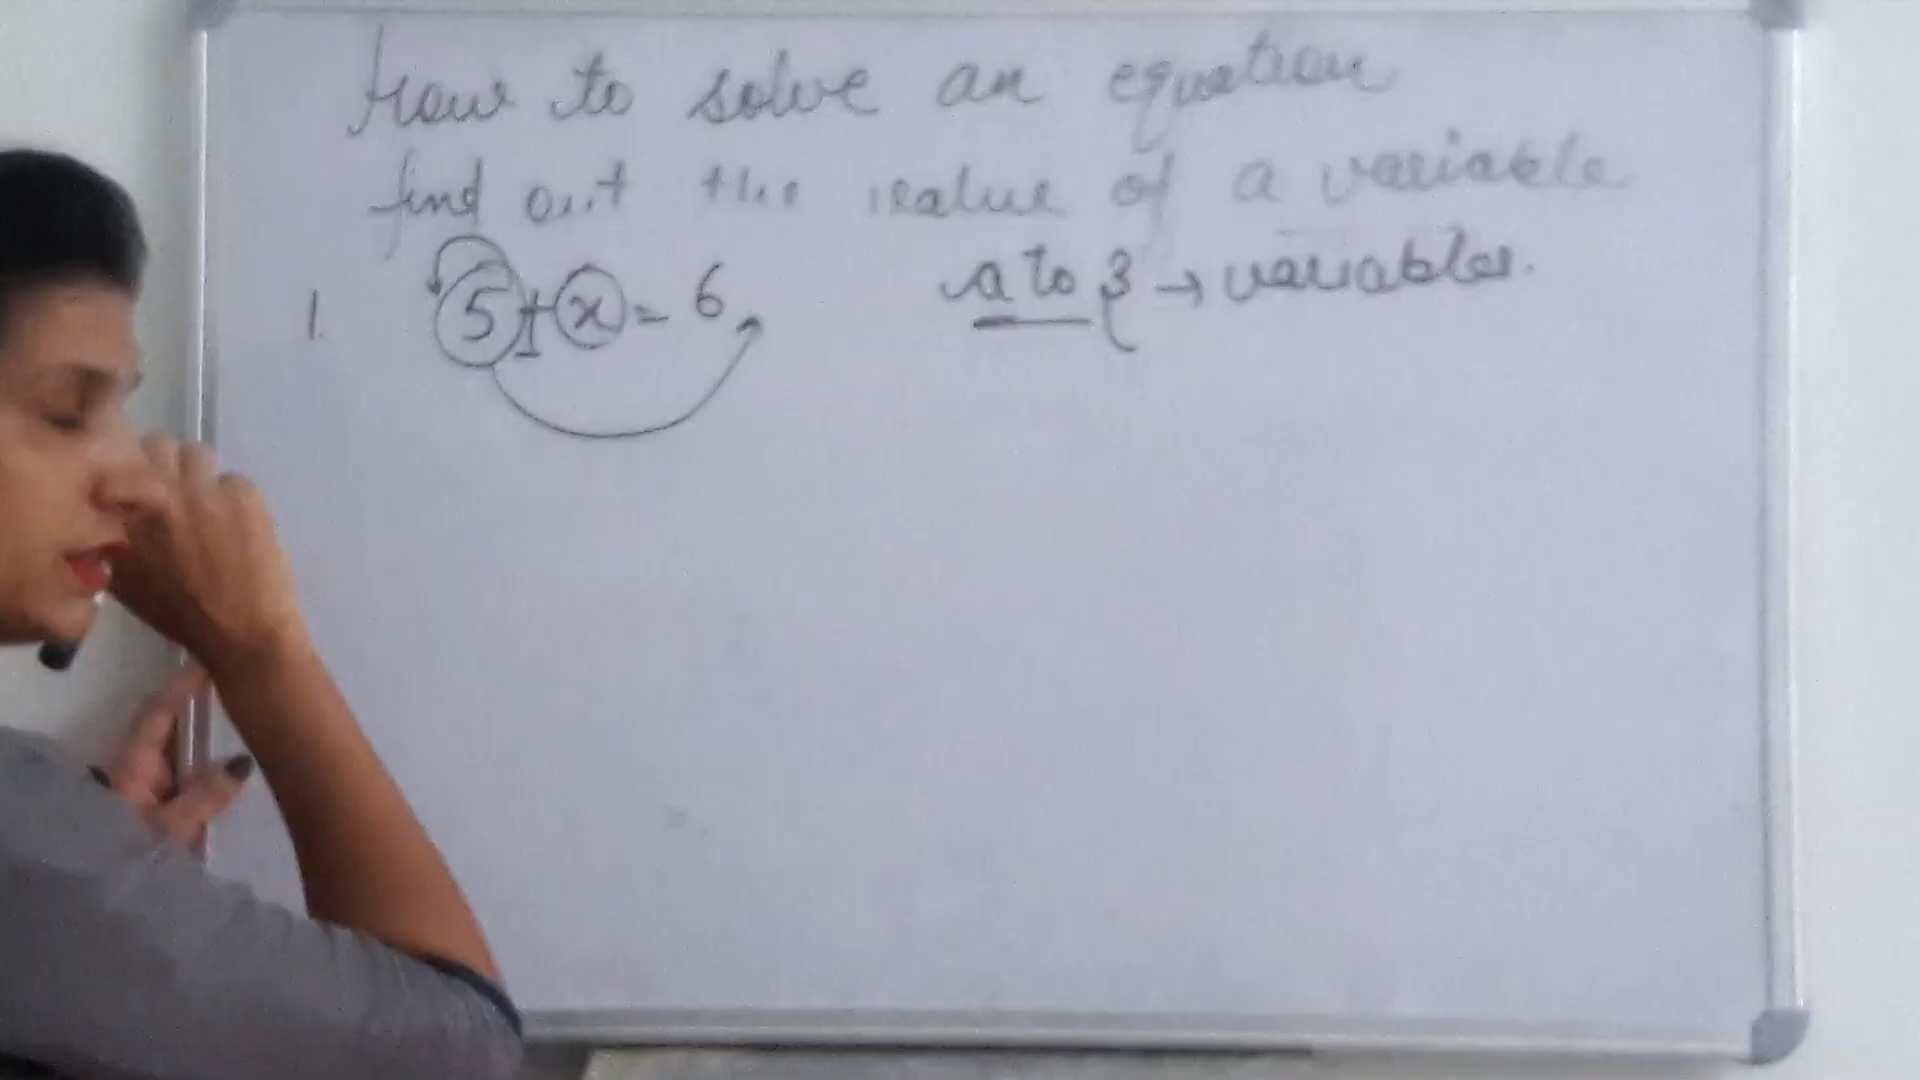 How to solve an equation
find out the value of a variable
1. 5 + x = 6
a to z → variables.